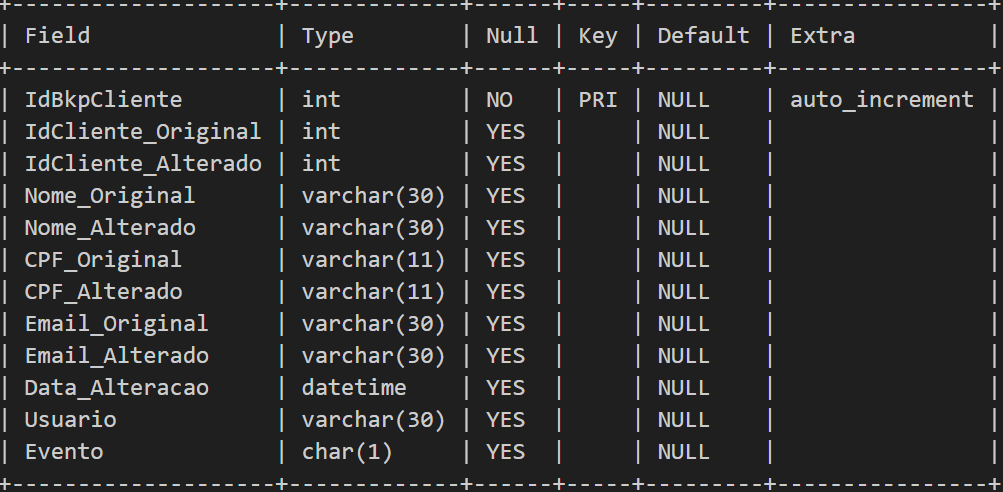 +---------------------+-------------+------+-----+---------+----------------+
| Field               | Type        | Null | Key | Default | Extra          |
+---------------------+-------------+------+-----+---------+----------------+
| IdBkpCliente        | int         | NO   | PRI | NULL    | auto_increment |
| IdCliente_Original  | int         | YES  |     | NULL    |                |
| IdCliente_Alterado  | int         | YES  |     | NULL    |                |
| Nome_Original       | varchar(30) | YES  |     | NULL    |                |
| Nome_Alterado       | varchar(30) | YES  |     | NULL    |                |
| CPF_Original        | varchar(11) | YES  |     | NULL    |                |
| CPF_Alterado        | varchar(11) | YES  |     | NULL    |                |
| Email_Original      | varchar(30) | YES  |     | NULL    |                |
| Email_Alterado      | varchar(30) | YES  |     | NULL    |                |
| Data_Alteracao      | datetime    | YES  |     | NULL    |                |
| Usuario             | varchar(30) | YES  |     | NULL    |                |
| Evento              | char(1)     | YES  |     | NULL    |                |
+---------------------+-------------+------+-----+---------+----------------+